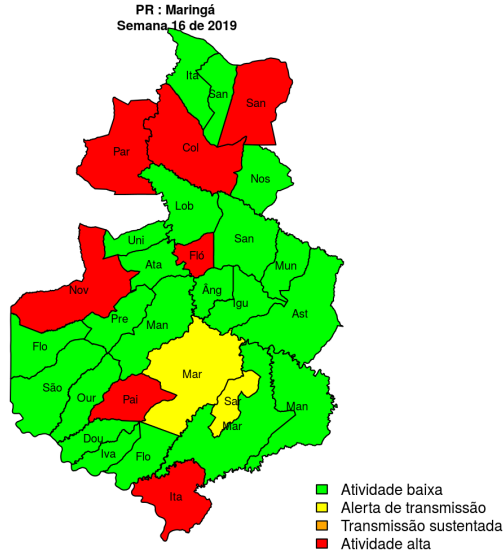 PR : Maringá
Semana 16 de 2019
Itá
San
San
Par
Col
Nos
Lob
Uni
San
Fló
Ata
Mun
Nov
Âng
Igu
Ast
Pre
Man
Flo
Mar
São
Our
Pai
Sar
Man
Mar
Dou
Iva
Flo
Ita
Atividade baixa
Alerta de transmissão
Transmissão sustentada
Atividade alta